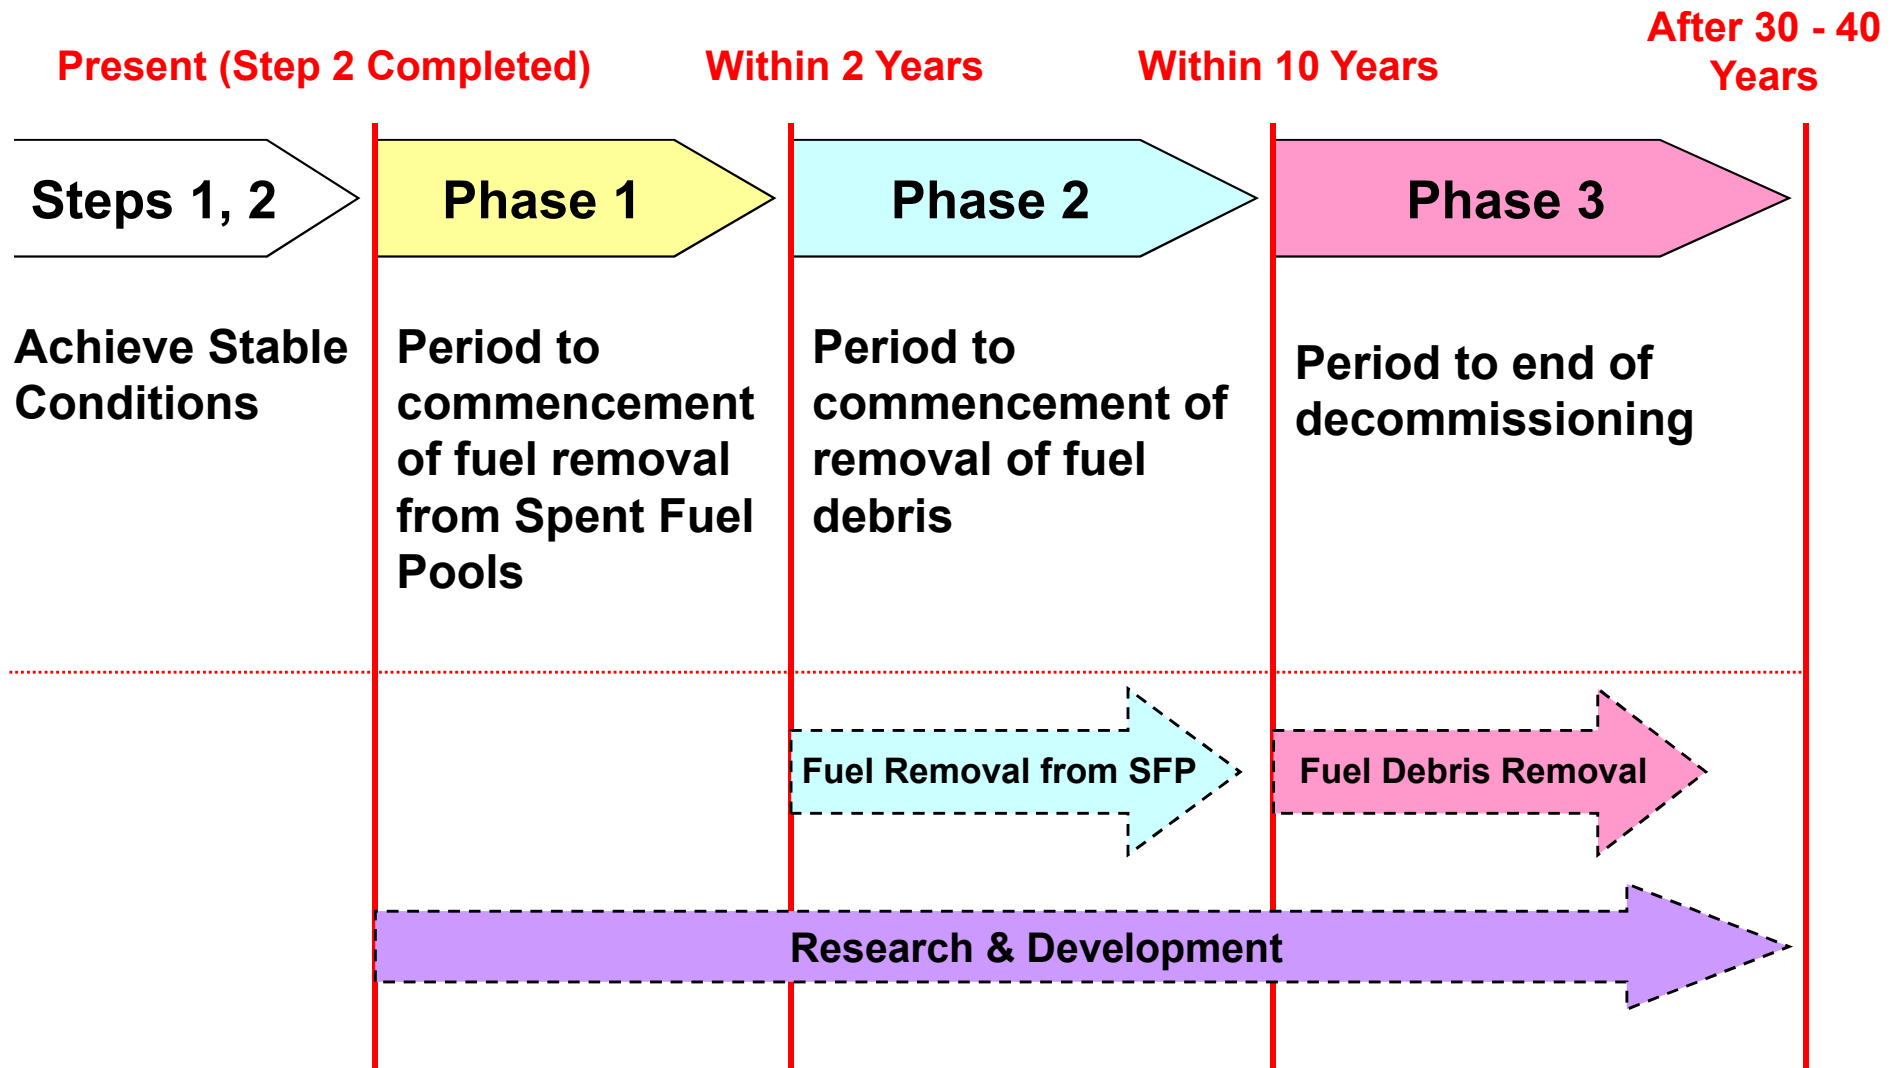 Present (Step 2 Completed)
Within 2 Years
Within 10 Years
After 30 - 40
Years
Steps 1, 2
Phase 1
Phase 2
Phase 3
Achieve Stable
Conditions
Period to
commencement
of fuel removal
from Spent Fuel
Pools
Period to
commencement of
removal of fuel
debris
Period to end of
decommissioning
Fuel Removal from SFP
Fuel Debris Removal
Research & Development